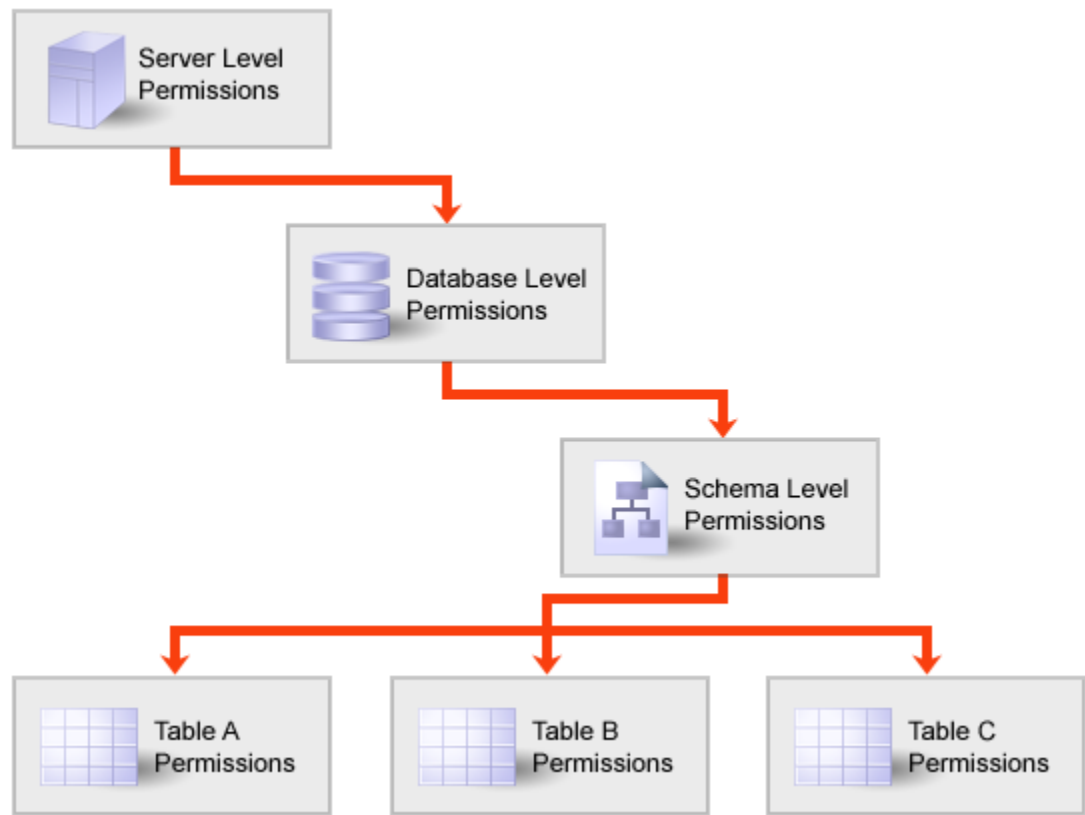 Server Level
Permissions
Database Level
Permissions
Schema Level
Permissions
Table A
Permissions
Table B
Permissions
Table C
Permissions